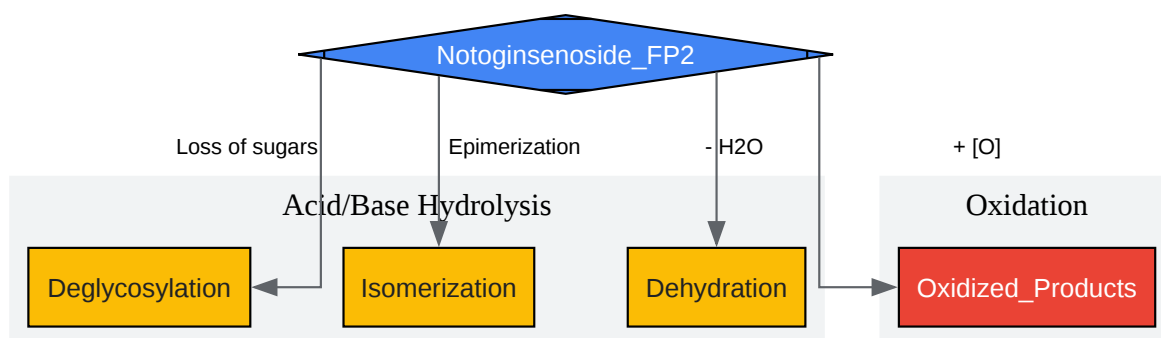 Notoginsenoside_FP2
Loss of sugars
Epimerization
- H2O
+ [O]
Acid/Base Hydrolysis
Oxidation
Deglycosylation
Isomerization
Dehydration
Oxidized_Products